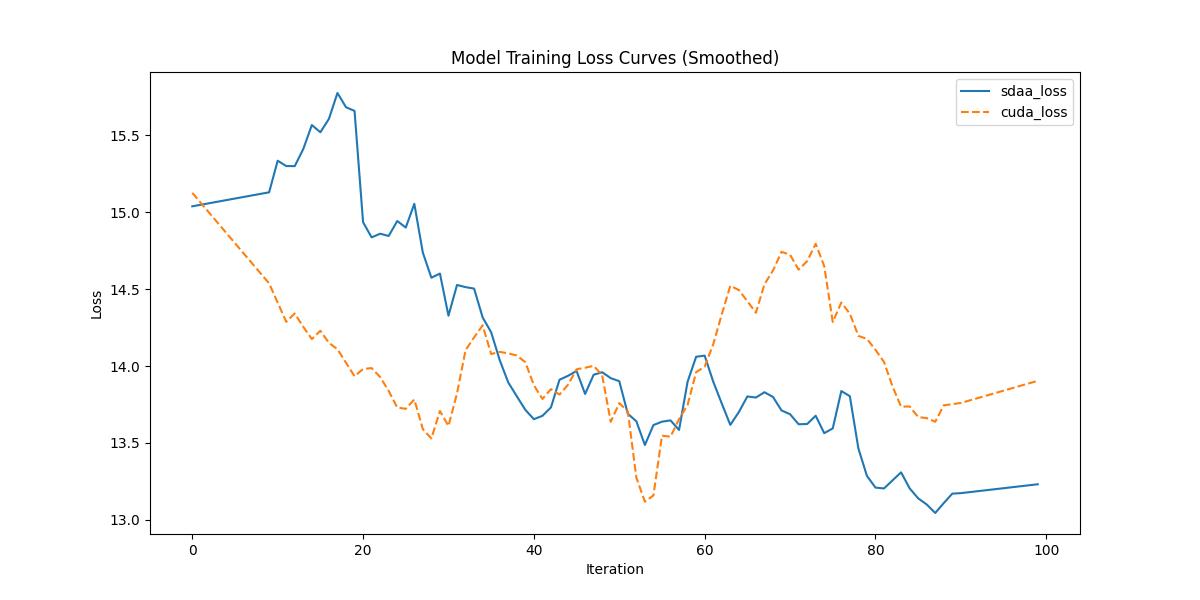 Model Training Loss Curves (Smoothed)
sdaa_loss
cuda_loss
15.5
15.0
14.5
14.0
13.5
13.0
Loss
0 20 40 60 80 100
Iteration